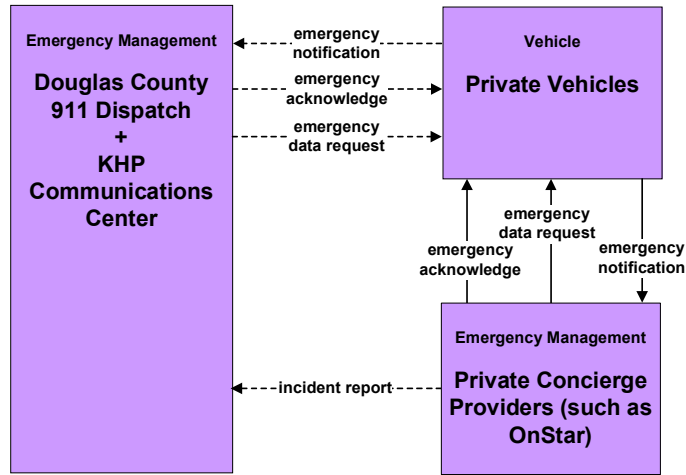 Emergency Management
Douglas County
911 Dispatch
+
KHP
Communications
Center
emergency
notification
emergency
acknowledge
emergency
data request
Vehicle
Private Vehicles
emergency
acknowledge
emergency
data request
emergency
notification
incident report
Emergency Management
Private Concierge
Providers (such as
OnStar)